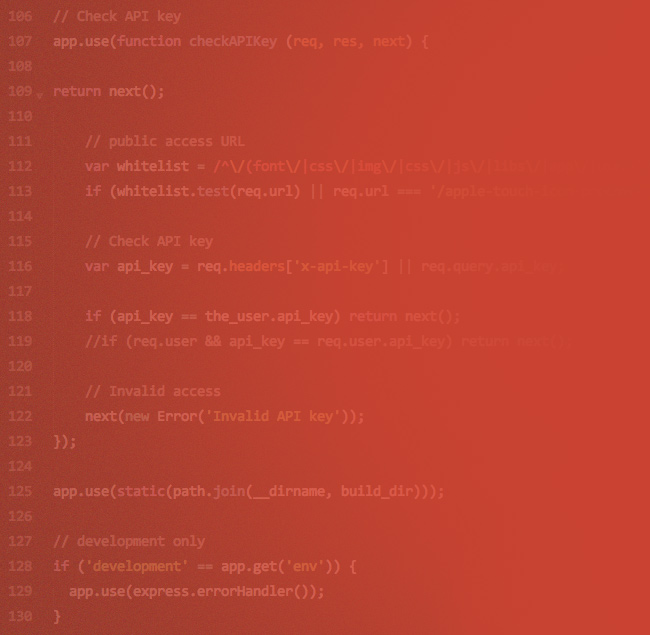 106 // Check API key
107 app.use(function checkAPIKey (req, res, next) {
108
109 return next();
110
111 // public access URL
112 var whitelist = /^\/(font\/|css\/|img\/|css\/|js\/|libs\/
113 if (whitelist.test(req.url) || req.url === '/apple-touch-
114
115 // Check API key
116 var api_key = req.headers['x-api-key'] || req.query.api_key;
117
118 if (api_key == the_user.api_key) return next();
119 //if (req.user && api_key == req.user.api_key) return next();
120
121 // Invalid access
122 next(new Error('Invalid API key'));
123 });
124
125 app.use(static(path.join(__dirname, build_dir)));
126
127 // development only
128 if ('development' == app.get('env')) {
129 app.use(express.errorHandler());
130 }